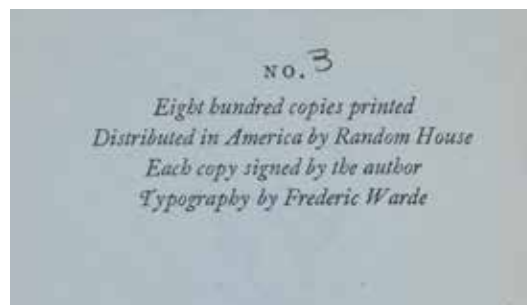 NO. 3
Eight hundred copies printed
Distributed in America by Random House
Each copy signed by the author
Typography by Frederic Warde